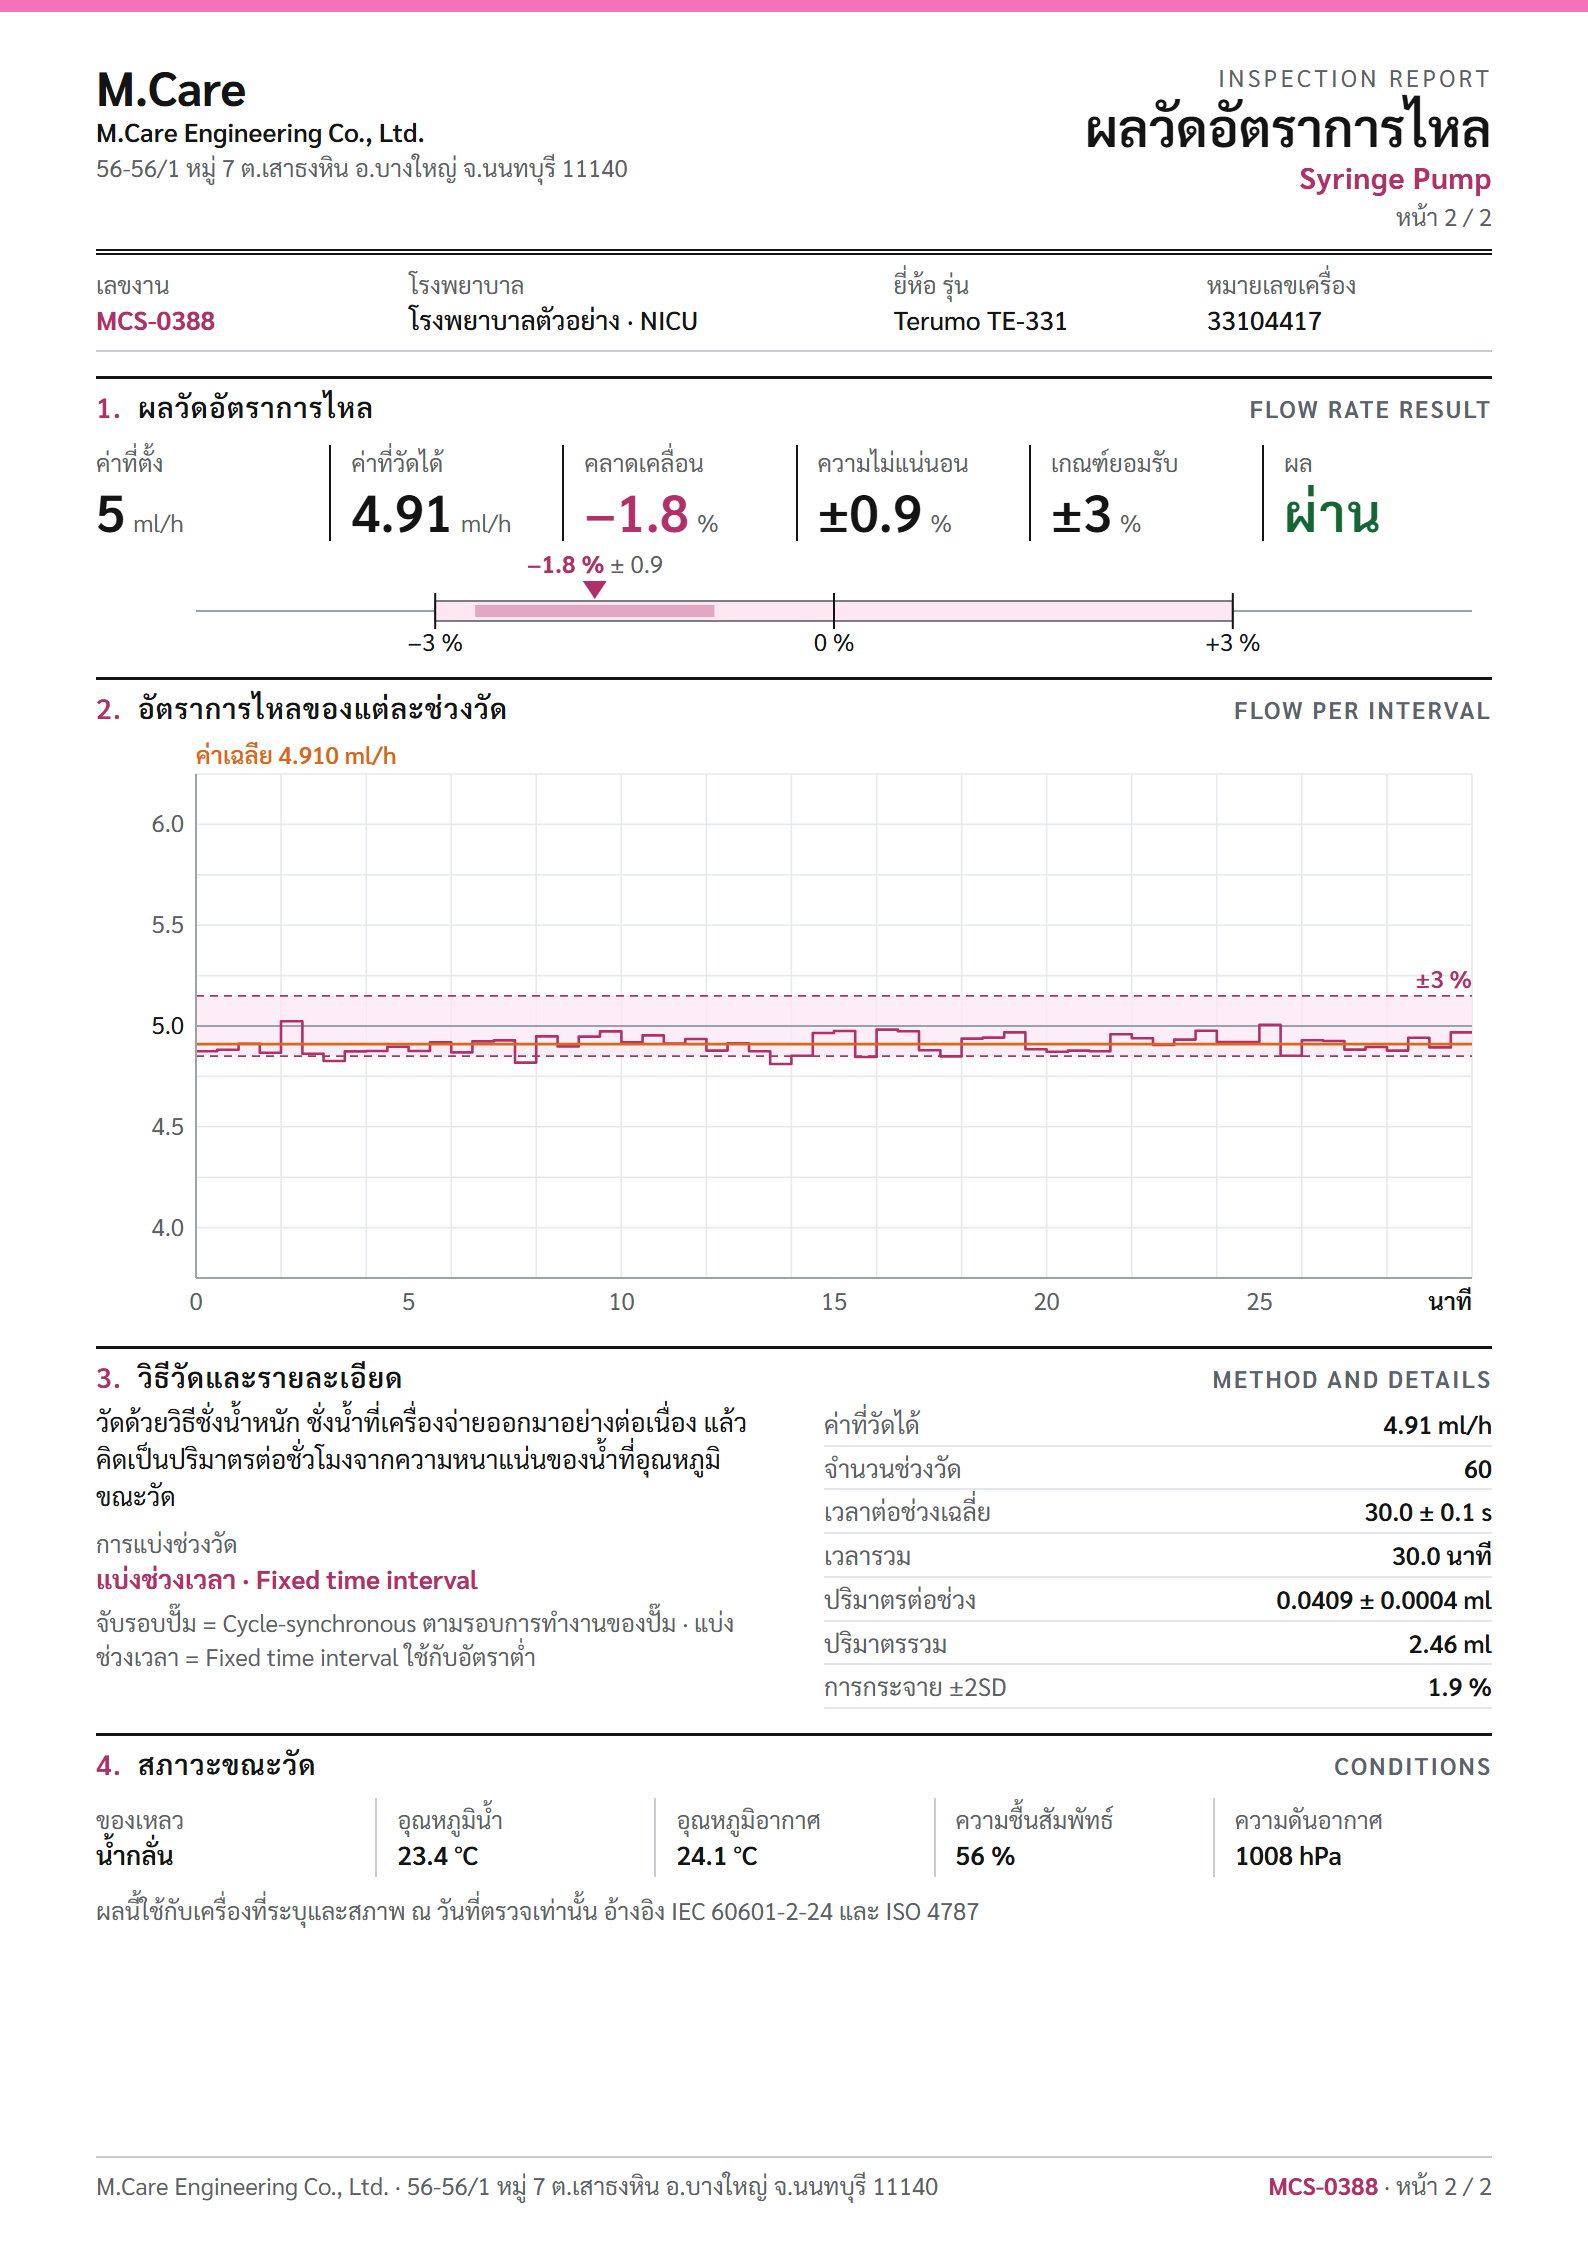 M.Care
M.Care Engineering Co., Ltd.
56-56/1 หมู่ 7 ต.เสาธงหิน อ.บางใหญ่ จ.นนทบุรี 11140
INSPECTION REPORT
ผลวัดอัตราการไหล
Syringe Pump
หน้า 2 / 2
เลขงาน โรงพยาบาล ยี่ห้อ รุ่น หมายเลขเครื่อง
MCS-0388 โรงพยาบาลตัวอย่าง · NICU Terumo TE-331 33104417
1. ผลวัดอัตราการไหล FLOW RATE RESULT
ค่าที่ตั้ง ค่าที่วัดได้ คลาดเคลื่อน ความไม่แน่นอน เกณฑ์ยอมรับ ผล
5 ml/h 4.91 ml/h −1.8 % ±0.9 % ±3 % ผ่าน
−1.8 % ± 0.9
−3 % 0 % +3 %
2. อัตราการไหลของแต่ละช่วงวัด FLOW PER INTERVAL
ค่าเฉลี่ย 4.910 ml/h
6.0
5.5
±3 %
5.0
4.5
4.0
0 5 10 15 20 25 นาที
3. วิธีวัดและรายละเอียด METHOD AND DETAILS
วัดด้วยวิธีชั่งน้ำหนัก ชั่งน้ำที่เครื่องจ่ายออกมาอย่างต่อเนื่อง แล้ว
คิดเป็นปริมาตรต่อชั่วโมงจากความหนาแน่นของน้ำที่อุณหภูมิ
ขณะวัด
การแบ่งช่วงวัด
แบ่งช่วงเวลา · Fixed time interval
จับรอบปั๊ม = Cycle-synchronous ตามรอบการทำงานของปั๊ม · แบ่ง
ช่วงเวลา = Fixed time interval ใช้กับอัตราต่ำ
ค่าที่วัดได้ 4.91 ml/h
จำนวนช่วงวัด 60
เวลาต่อช่วงเฉลี่ย 30.0 ± 0.1 s
เวลารวม 30.0 นาที
ปริมาตรต่อช่วง 0.0409 ± 0.0004 ml
ปริมาตรรวม 2.46 ml
การกระจาย ±2SD 1.9 %
4. สภาวะขณะวัด CONDITIONS
ของเหลว อุณหภูมิน้ำ อุณหภูมิอากาศ ความชื้นสัมพัทธ์ ความดันอากาศ
น้ำกลั่น 23.4 °C 24.1 °C 56 % 1008 hPa
ผลนี้ใช้กับเครื่องที่ระบุและสภาพ ณ วันที่ตรวจเท่านั้น อ้างอิง IEC 60601-2-24 และ ISO 4787
M.Care Engineering Co., Ltd. · 56-56/1 หมู่ 7 ต.เสาธงหิน อ.บางใหญ่ จ.นนทบุรี 11140 MCS-0388 · หน้า 2 / 2